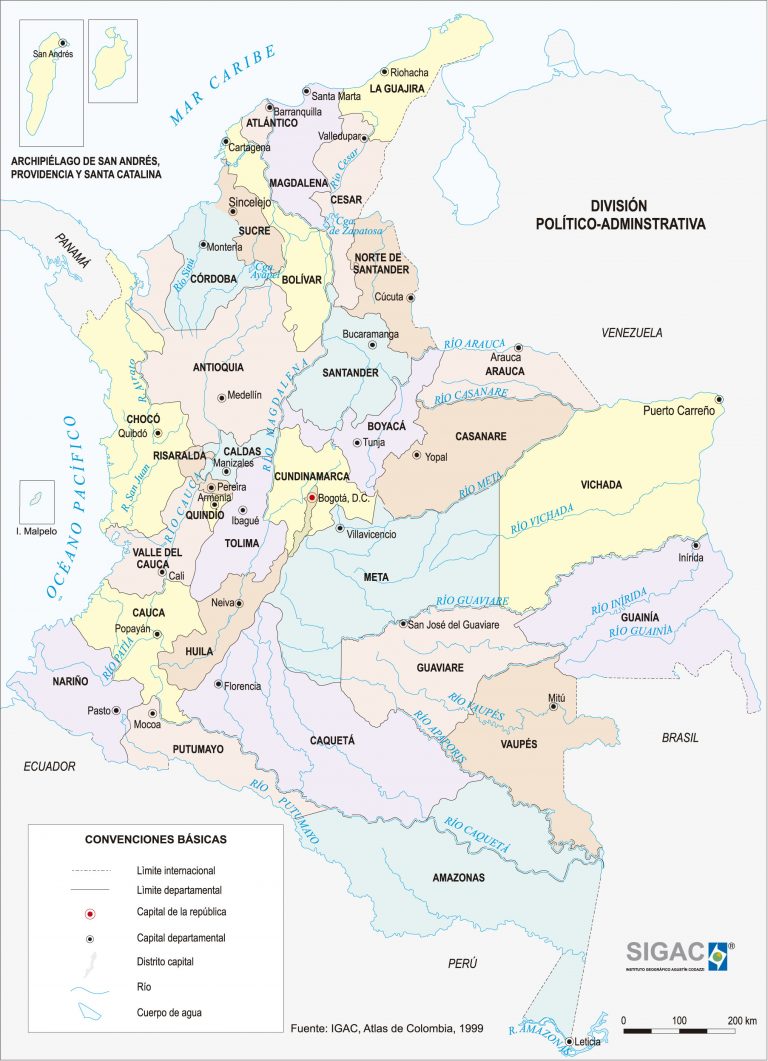 San Andrés
ARCHIPIÉLAGO DE SAN ANDRÉS,
PROVIDENCIA Y SANTA CATALINA
MAR CARIBE
Riohacha
LA GUAJIRA
Santa Marta
Barranquilla
ATLÁNTICO
Valledupar
Cartagena
Río Cesar
MAGDALENA
CESAR
DIVISIÓN
POLÍTICO-ADMINSTRATIVA
Sincelejo
SUCRE
Cga.
de Zapatosa
PANAMÁ
Montería
Río Sinú
CÓRDOBA
Cga.
Ayapel
BOLÍVAR
NORTE DE
SANTANDER
Cúcuta
VENEZUELA
Bucaramanga
RÍO ARAUCA
Arauca
ARAUCA
ANTIOQUIA
SANTANDER
RÍO MAGDALENA
Medellín
R. Atrato
RÍO CASANARE
Puerto Carreño
CHOCÓ
Quibdó
BOYACÁ
Tunja
CASANARE
Yopal
OCÉANO PACÍFICO
RISARALDA
CALDAS
Manizales
CUNDINAMARCA
R. San Juan
RÍO CAUCA
Pereira
Armenia
QUINDÍO
Ibagué
Bogotá, D.C.
RÍO META
VICHADA
RÍO VICHADA
I. Malpelo
TOLIMA
Villavicencio
VALLE DEL
CAUCA
Cali
META
Inírida
RÍO GUAVIARE
RÍO INÍRIDA
GUAINÍA
RÍO GUAINÍA
CAUCA
Popayán
Neiva
San José del Guaviare
RÍO PATÍA
HUILA
GUAVIARE
NARIÑO
Pasto
Florencia
Mocoa
RÍO VAUPÉS
Mitú
VAUPÉS
RÍO APAPORIS
CAQUETÁ
PUTUMAYO
BRASIL
ECUADOR
RÍO PUTUMAYO
RÍO CAQUETÁ
AMAZONAS
CONVENCIONES BÁSICAS
Lìmite internacional
Lìmite departamental
Capital de la república
Capital departamental
Distrito capital
Río
Cuerpo de agua
PERÚ
SIGAC®
INSTITUTO GEOGRÁFICO AGUSTÍN CODAZZI
0 100 200 km
Fuente: IGAC, Atlas de Colombia, 1999
R. AMAZONAS
Leticia